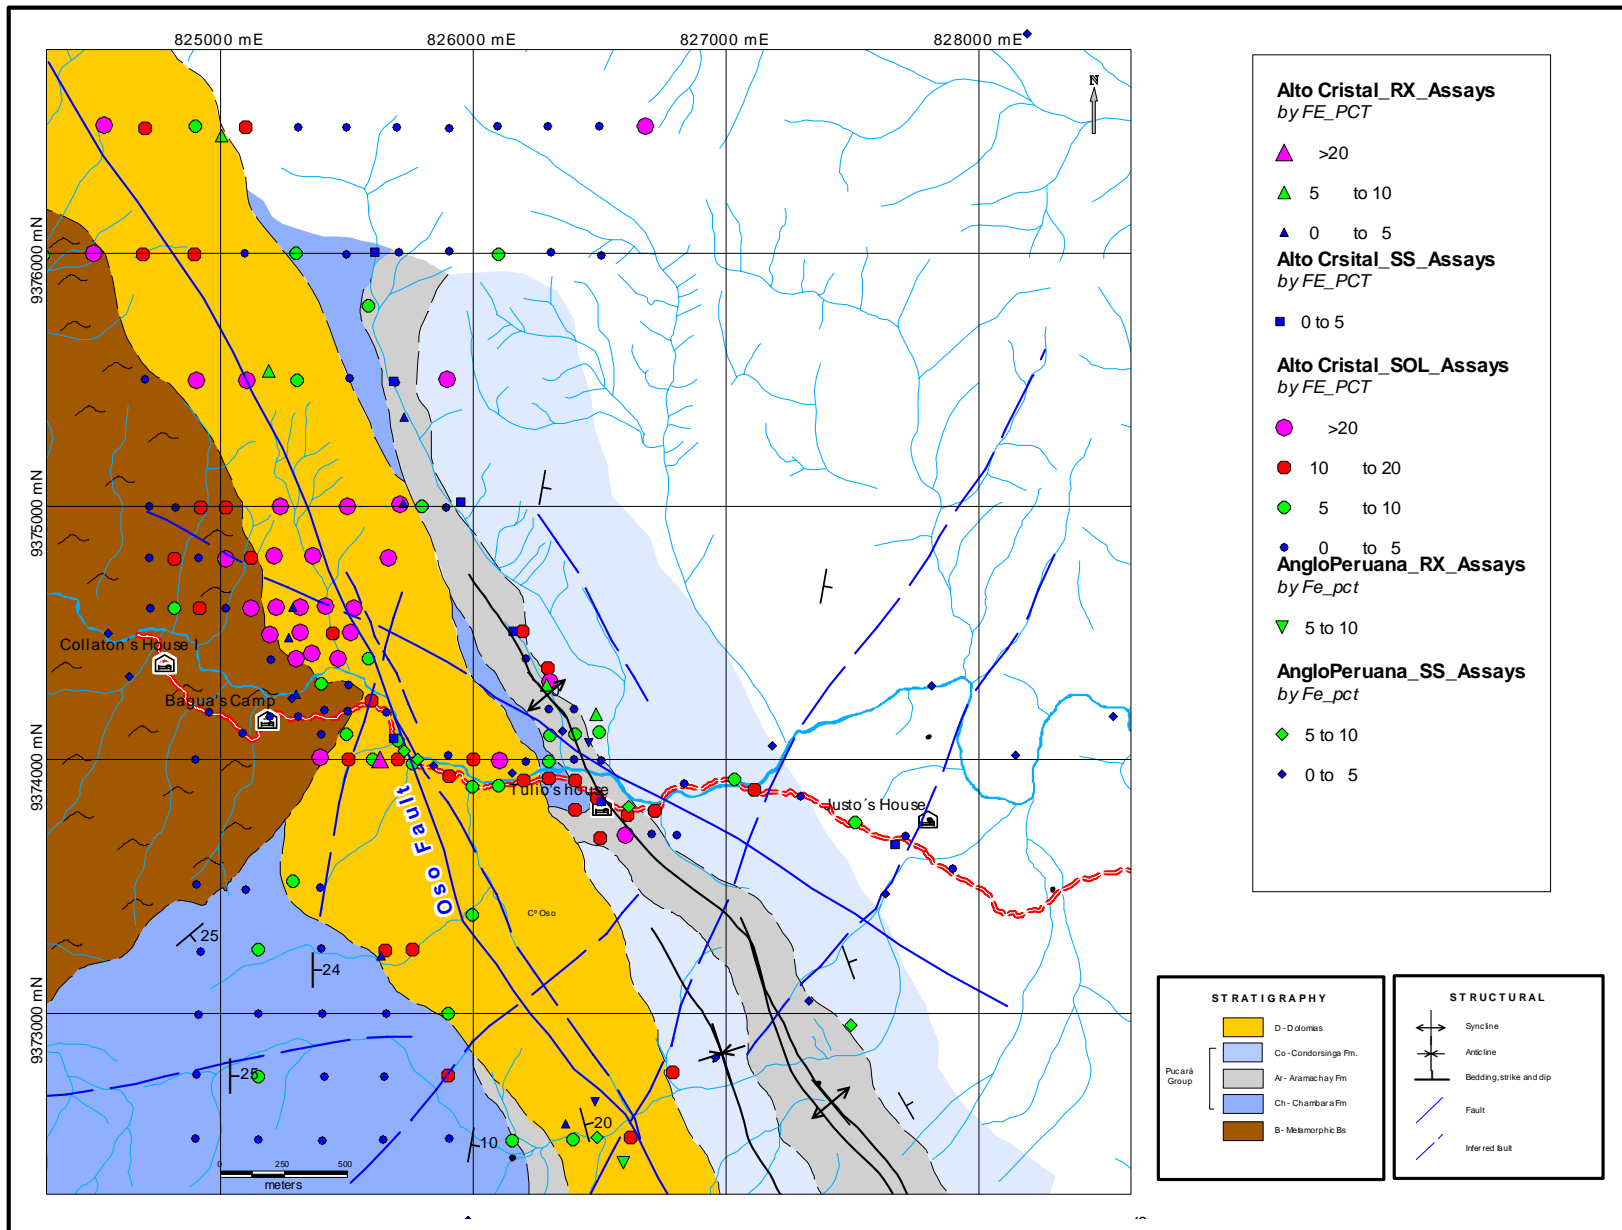 825000 mE
826000 mE
827000 mE
828000 mE
N
9376000 mN
9375000 mN
9374000 mN
9373000 mN
Collaton´s House I
Bagua's Camp
Tulio's house
Justo´s House
Oso Fault
Cº Oso
25
24
25
20
10
0 250 500
meters
Alto Cristal_RX_Assays
by FE_PCT
>20
5 to 10
0 to 5
Alto Crsital_SS_Assays
by FE_PCT
0 to 5
Alto Cristal_SOL_Assays
by FE_PCT
>20
10 to 20
5 to 10
0 to 5
AngloPeruana_RX_Assays
by Fe_pct
5 to 10
AngloPeruana_SS_Assays
by Fe_pct
5 to 10
0 to 5
STRATIGRAPHY
D - Dolomias
Co - Condorsinga Fm.
Pucará
Group
Ar - Aramachay Fm
Ch - Chambara Fm
B - Metamorphic Bs
STRUCTURAL
Syncline
Anticline
Bedding, strike and dip
Fault
Inferred fault